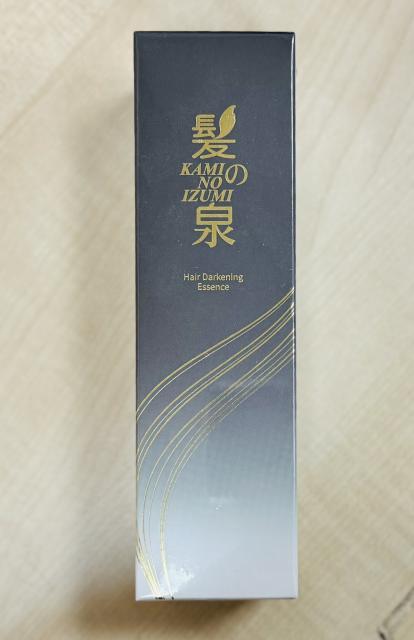 髪の泉
KAMI
NO
IZUMI
Hair Darkening
Essence